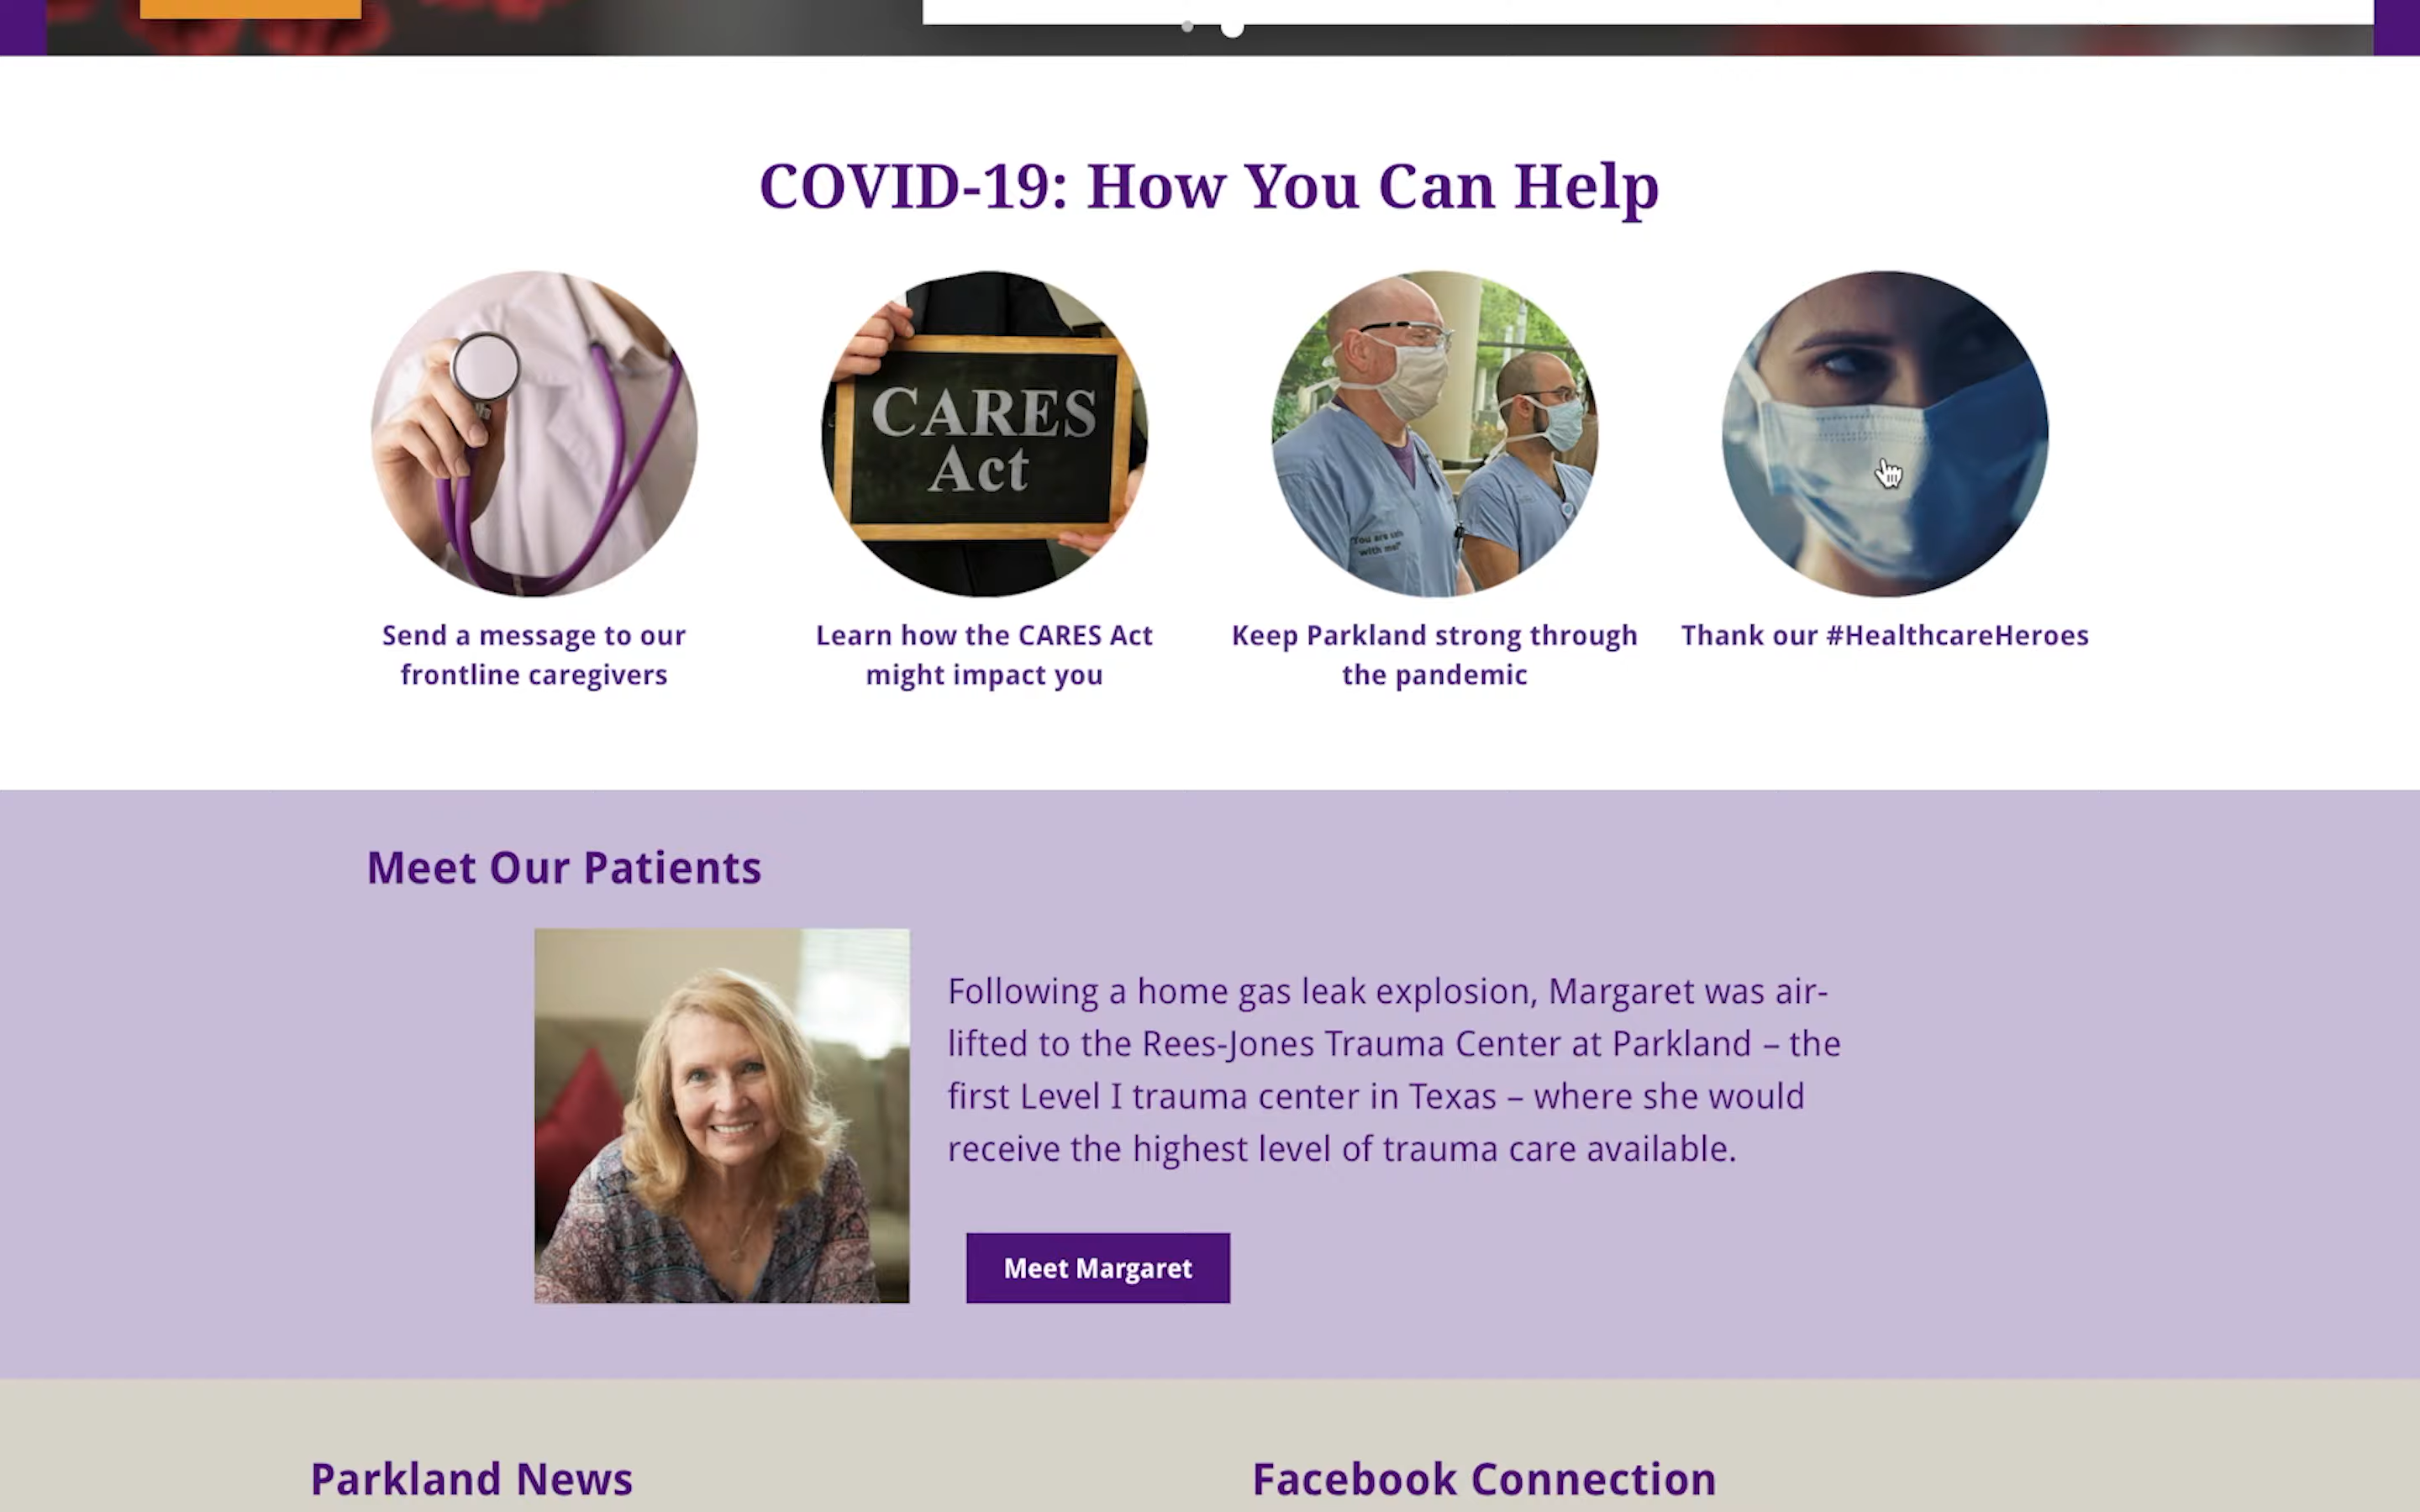 COVID-19: How You Can Help
CARES
Act
with me"
Send a message to our
frontline caregivers
Learn how the CARES Act
might impact you
Keep Parkland strong through
the pandemic
Thank our #HealthcareHeroes
Meet Our Patients
Following a home gas leak explosion, Margaret was air-
lifted to the Rees-Jones Trauma Center at Parkland – the
first Level I trauma center in Texas – where she would
receive the highest level of trauma care available.
Meet Margaret
Parkland News
Facebook Connection